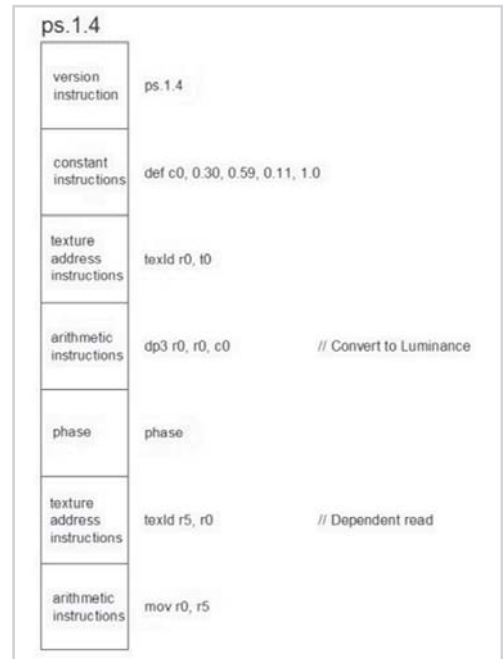 ps.1.4
version
instruction
ps.1.4
constant
instructions
def c0, 0.30, 0.59, 0.11, 1.0
texture
address
instructions
texld r0, t0
arithmetic
instructions
dp3 r0, r0, c0 // Convert to Luminance
phase
phase
texture
address
instructions
texld r5, r0 // Dependent read
arithmetic
instructions
mov r0, r5